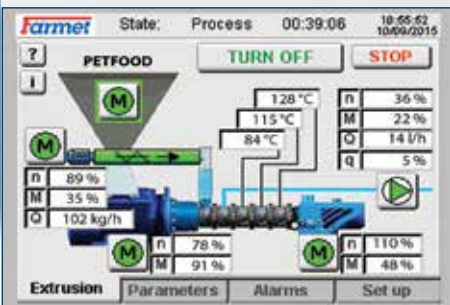 Farmet State: Process 00:39:06 10:55:52
10/09/2015
? PETFOOD TURN OFF STOP
i
M
128 °C
115 °C
84 °C
n 36 %
M 22 %
Q 14 l/h
q 5 %
M
n 89 %
M 35 %
Q 102 kg/h
M
n 78 %
M 91 %
M
n 110 %
M 48 %
Extrusion Parameters Alarms Set up